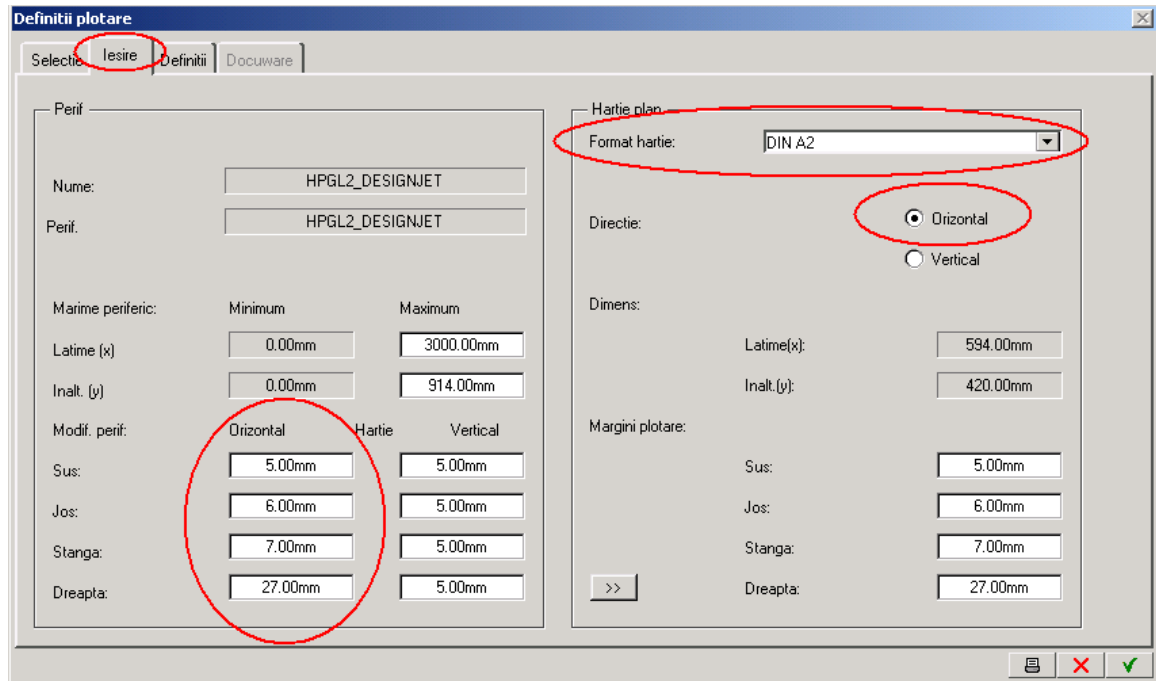 Definitii plotare
Selectie Iesire Definitii Docuware
Perif
Nume: HPGL2_DESIGNJET
Perif. HPGL2_DESIGNJET
Marime periferic: Minimum Maximum
Latime (x) 0.00mm 3000.00mm
Inalt. (y) 0.00mm 914.00mm
Modif. perif: Orizontal Hartie Vertical
Sus: 5.00mm 5.00mm
Jos: 6.00mm 5.00mm
Stanga: 7.00mm 5.00mm
Dreapta: 27.00mm 5.00mm
Hartie plan
Format hartie: DIN A2
Directie: Orizontal
Vertical
Dimens:
Latime(x): 594.00mm
Inalt.(y): 420.00mm
Margini plotare:
Sus: 5.00mm
Jos: 6.00mm
Stanga: 7.00mm
>> Dreapta: 27.00mm